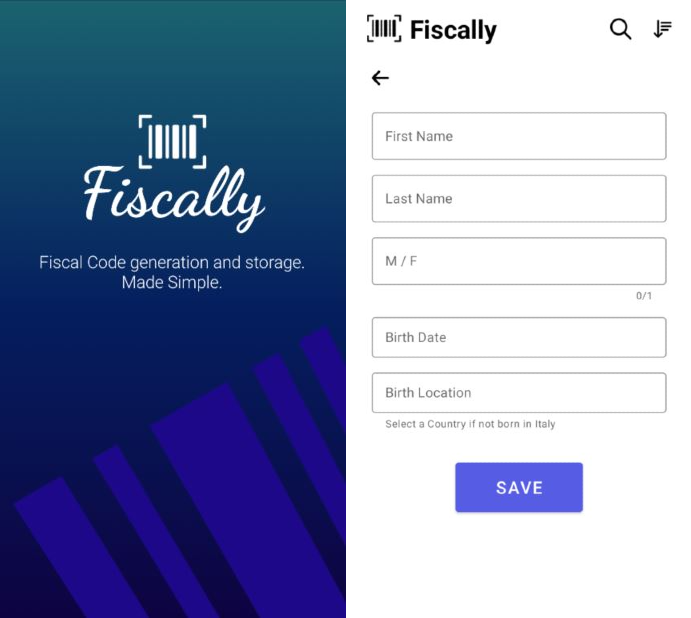 Fiscally
Fiscal Code generation and storage.
Made Simple.
Fiscally
First Name
Last Name
M / F
0/1
Birth Date
Birth Location
Select a Country if not born in Italy
SAVE